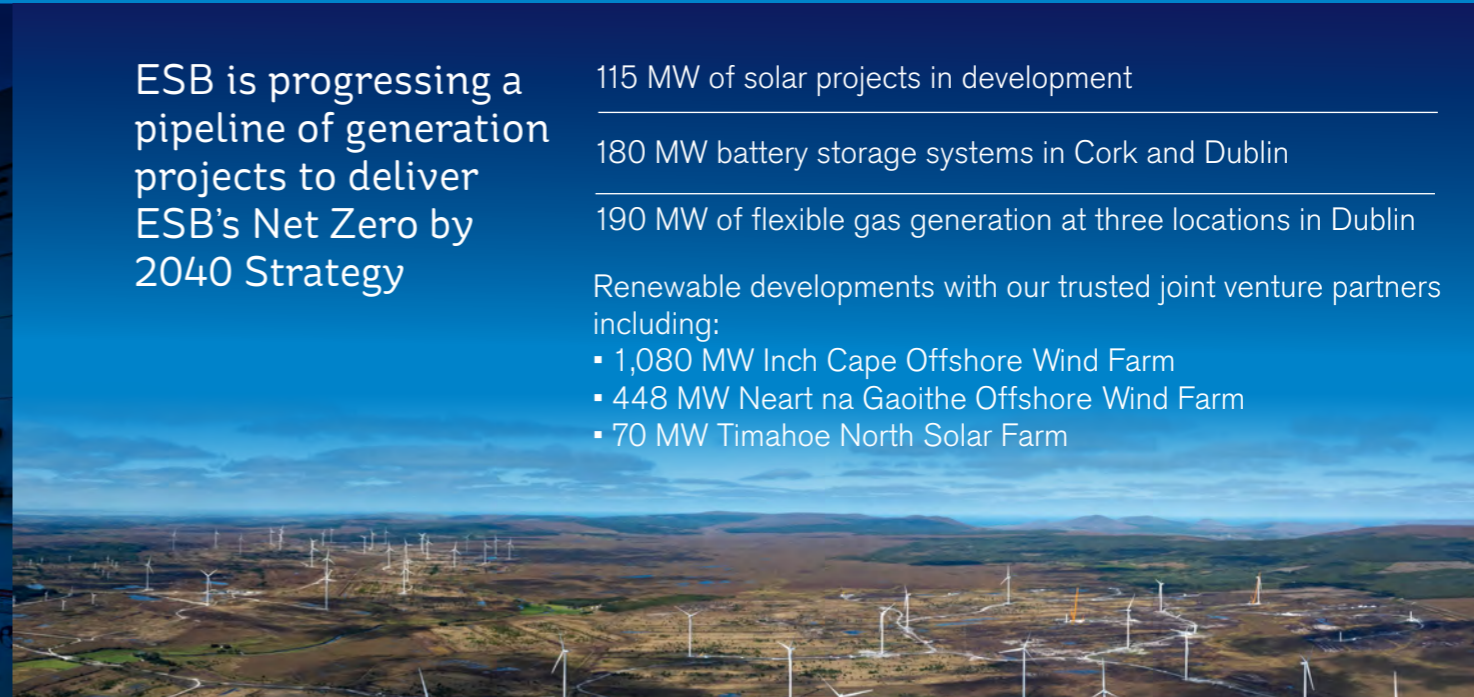 ESB is progressing a
pipeline of generation
projects to deliver
ESB’s Net Zero by
2040 Strategy
115 MW of solar projects in development
180 MW battery storage systems in Cork and Dublin
190 MW of flexible gas generation at three locations in Dublin
Renewable developments with our trusted joint venture partners
including:
▪ 1,080 MW Inch Cape Offshore Wind Farm
▪ 448 MW Neart na Gaoithe Offshore Wind Farm
▪ 70 MW Timahoe North Solar Farm